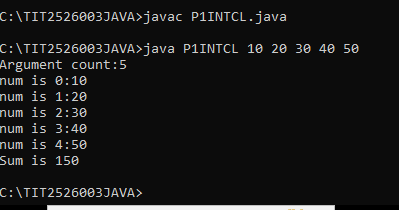 C:\TIT2526003JAVA>javac P1INTCL.java
C:\TIT2526003JAVA>java P1INTCL 10 20 30 40 50
Argument count:5
num is 0:10
num is 1:20
num is 2:30
num is 3:40
num is 4:50
Sum is 150
C:\TIT2526003JAVA>